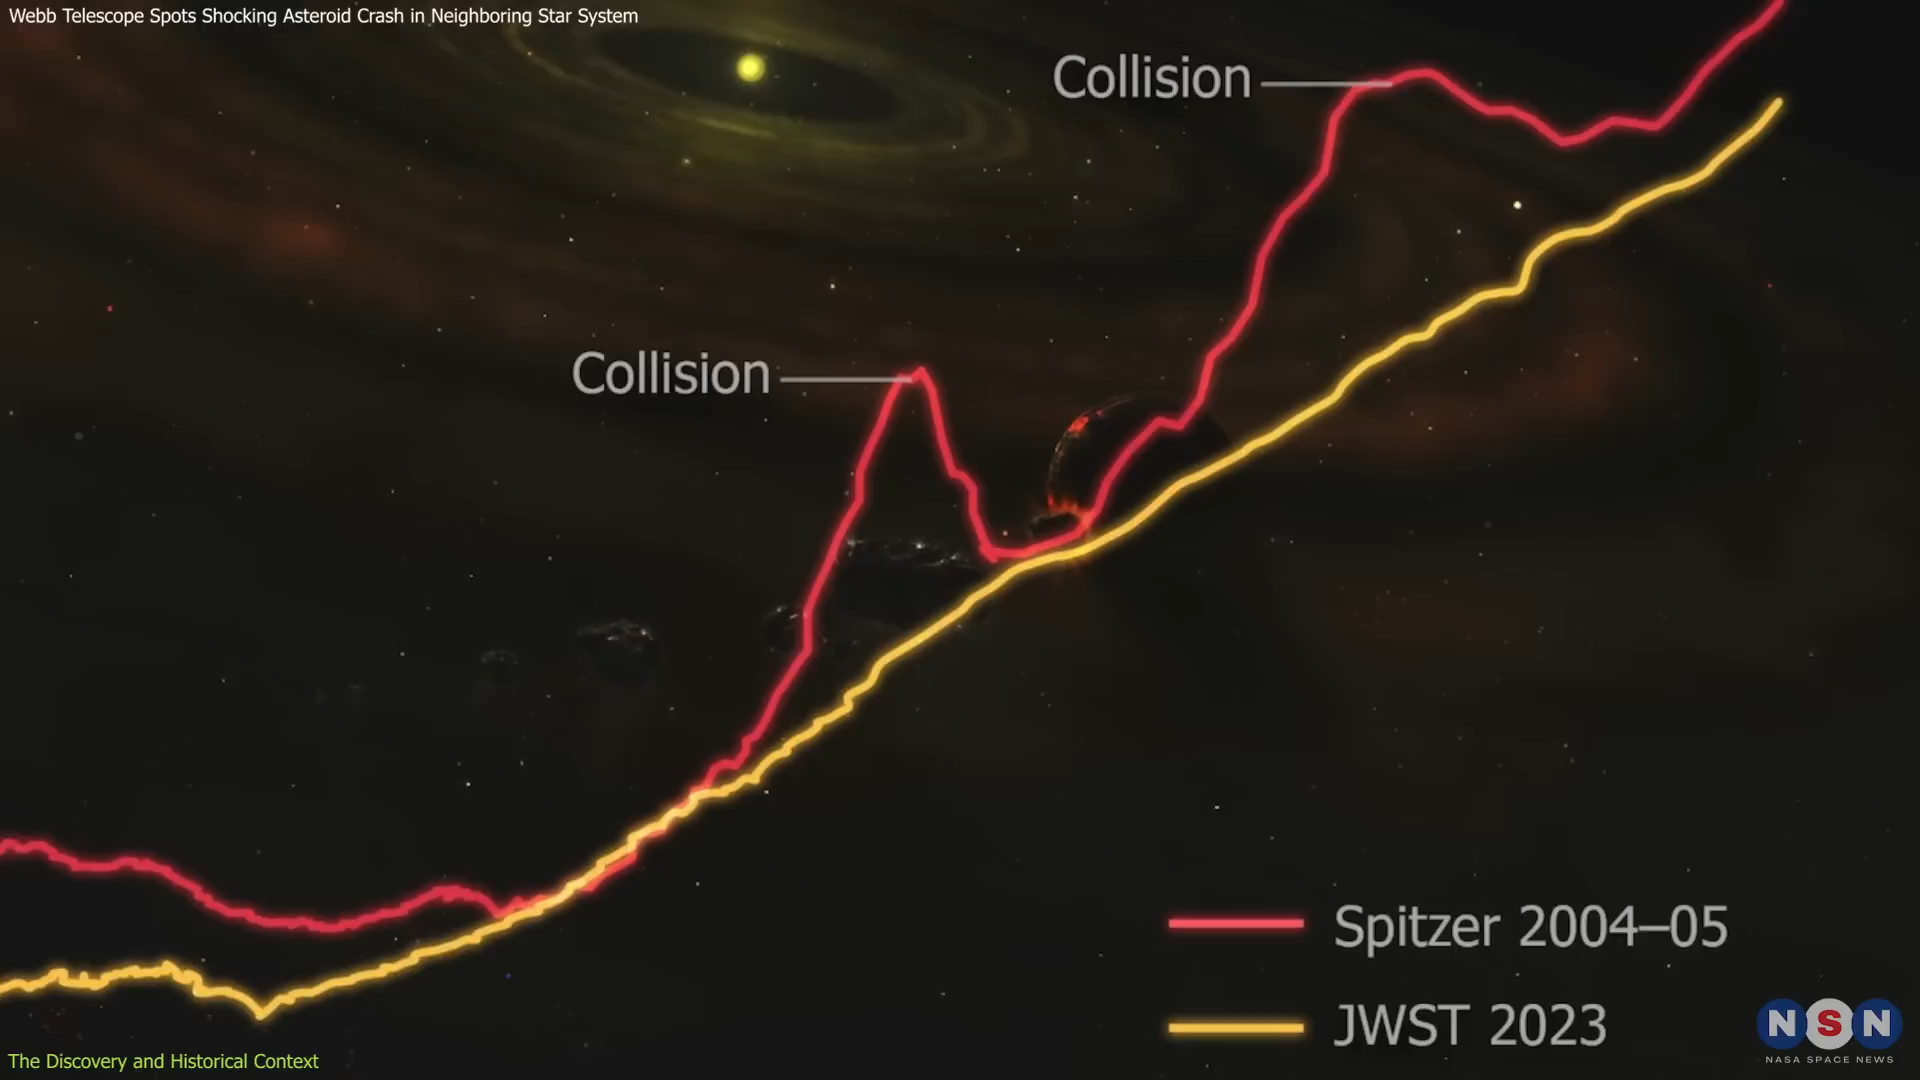 Webb Telescope Spots Shocking Asteroid Crash in Neighboring Star System
Collision
Collision
Spitzer 2004–05
JWST 2023
NSN
NASA SPACE NEWS
The Discovery and Historical Context